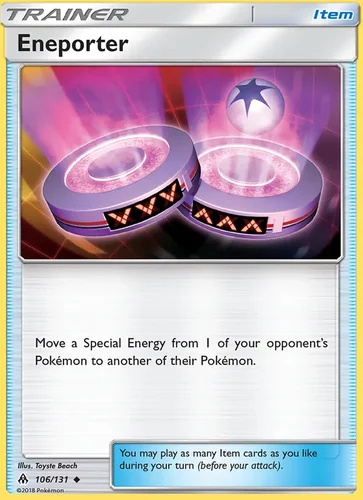 TRAINER Item
Eneporter
Move a Special Energy from 1 of your opponent's
Pokémon to another of their Pokémon.
Illus. Toyste Beach
106/131 ◆
©2018 Pokémon
You may play as many Item cards as you like
during your turn (before your attack).